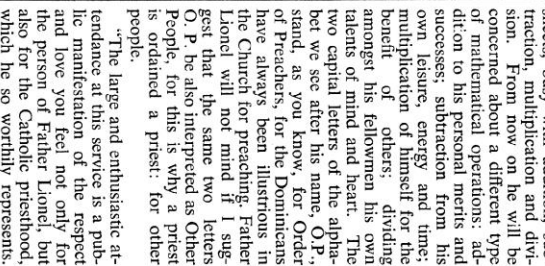 traction, multiplication and divi-
sion. From now on he will be
concerned about a different type
of mathematical operations: ad-
dition to his personal merits and
successes; subtraction from his
own leisure, energy and time;
multiplication of himself for the
benefit of others; dividing
amongst his fellowmen his own
talents of mind and heart. The
two capital letters of the alpha-
bet we see after his name, O.P.,
stand, as you know, for Order
of Preachers, for the Dominicans
have always been illustrious in
the Church for preaching. Father
Lionel will not mind if I sug-
gest that the same two letters
O. P. be also interpreted as Other
People, for this is why a priest
is ordained a priest: for other
people.
"The large and enthusiastic at-
tendance at this service is a pub-
lic manifestation of the respect
and love you feel not only for
the person of Father Lionel, but
also for the Catholic priesthood,
which he so worthily represents.